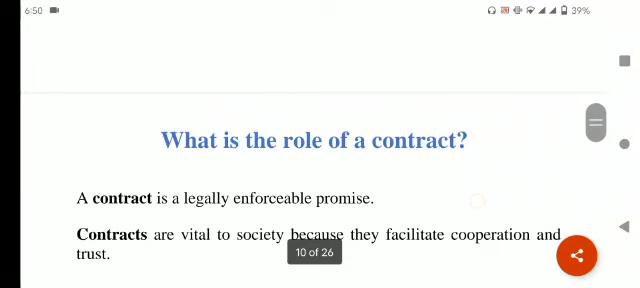 6:50 39%
What is the role of a contract?
A contract is a legally enforceable promise.
Contracts are vital to society because they facilitate cooperation and
trust.
10 of 26